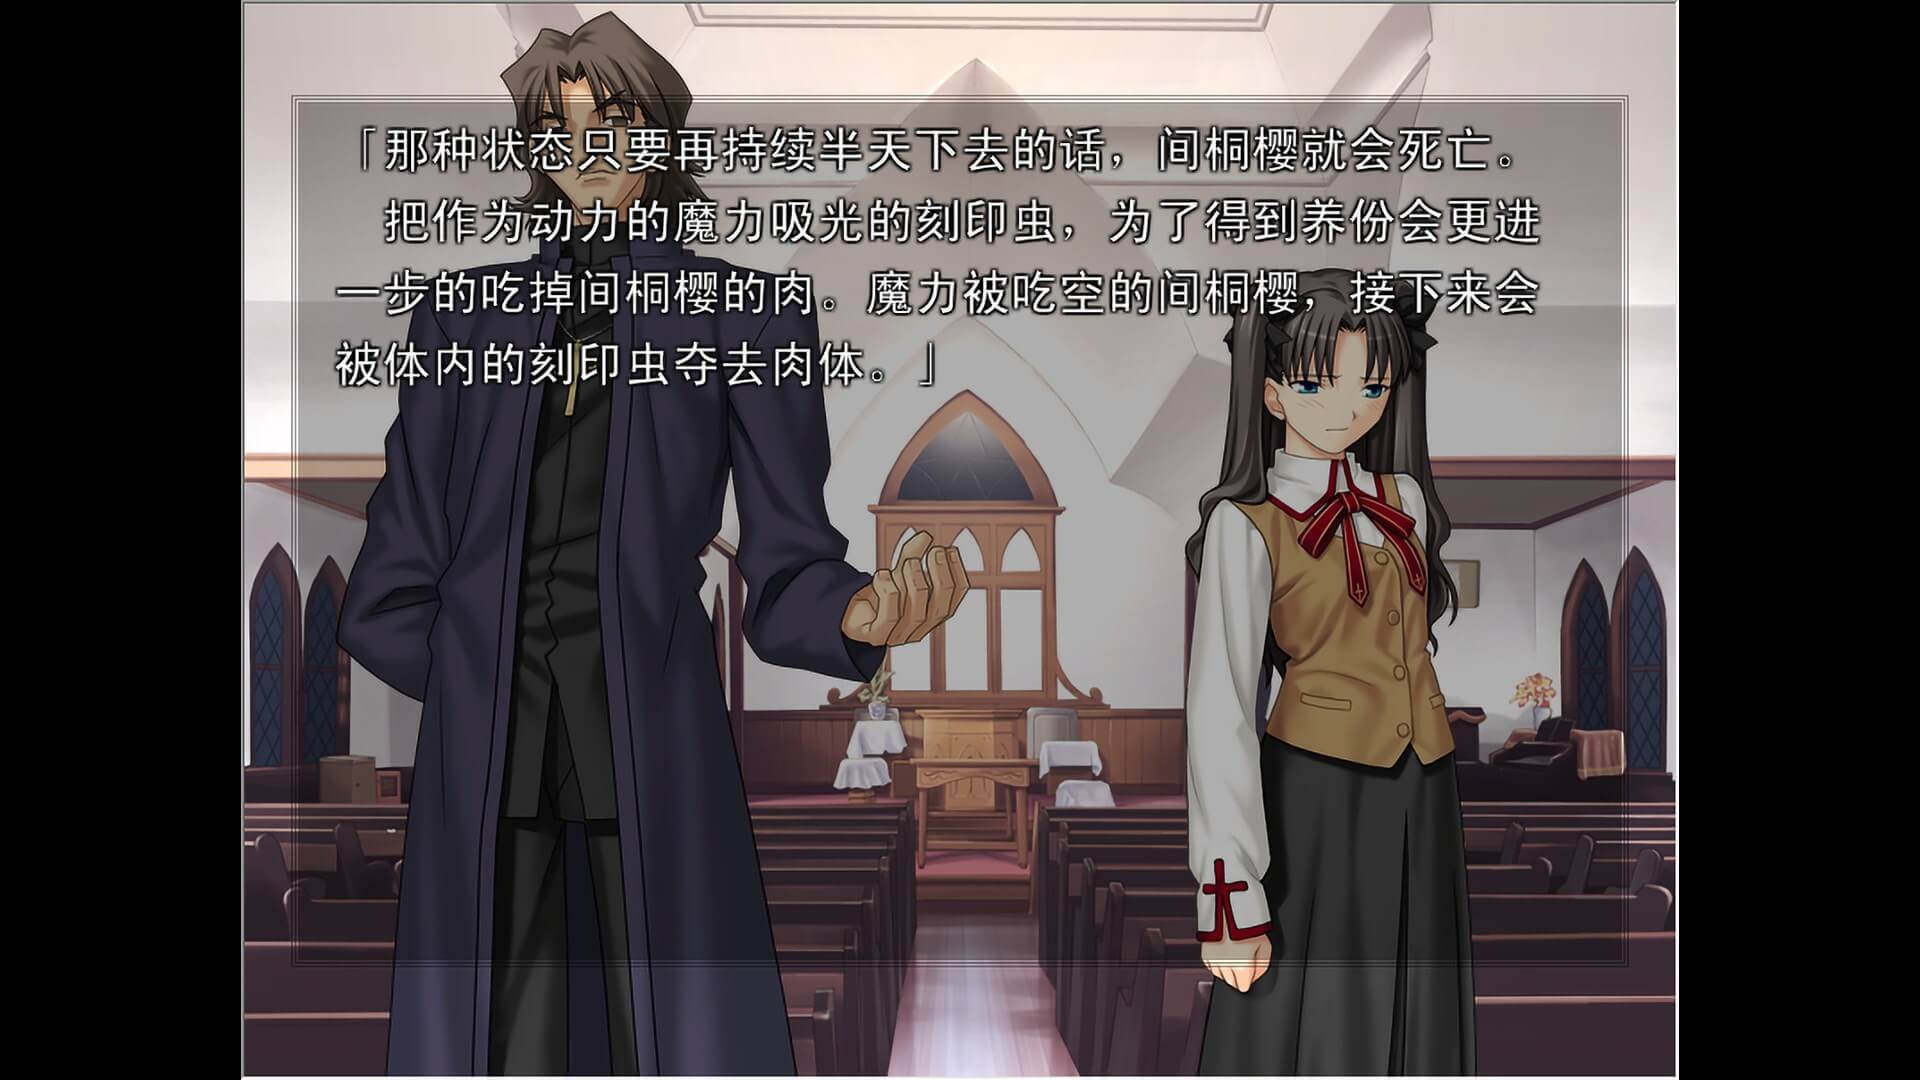 「那种状态只要再持续半天下去的话，间桐樱就会死亡。
把作为动力的魔力吸光的刻印虫，为了得到养份会更进
一步的吃掉间桐樱的肉。魔力被吃空的间桐樱，接下来会
被体内的刻印虫夺去肉体。」